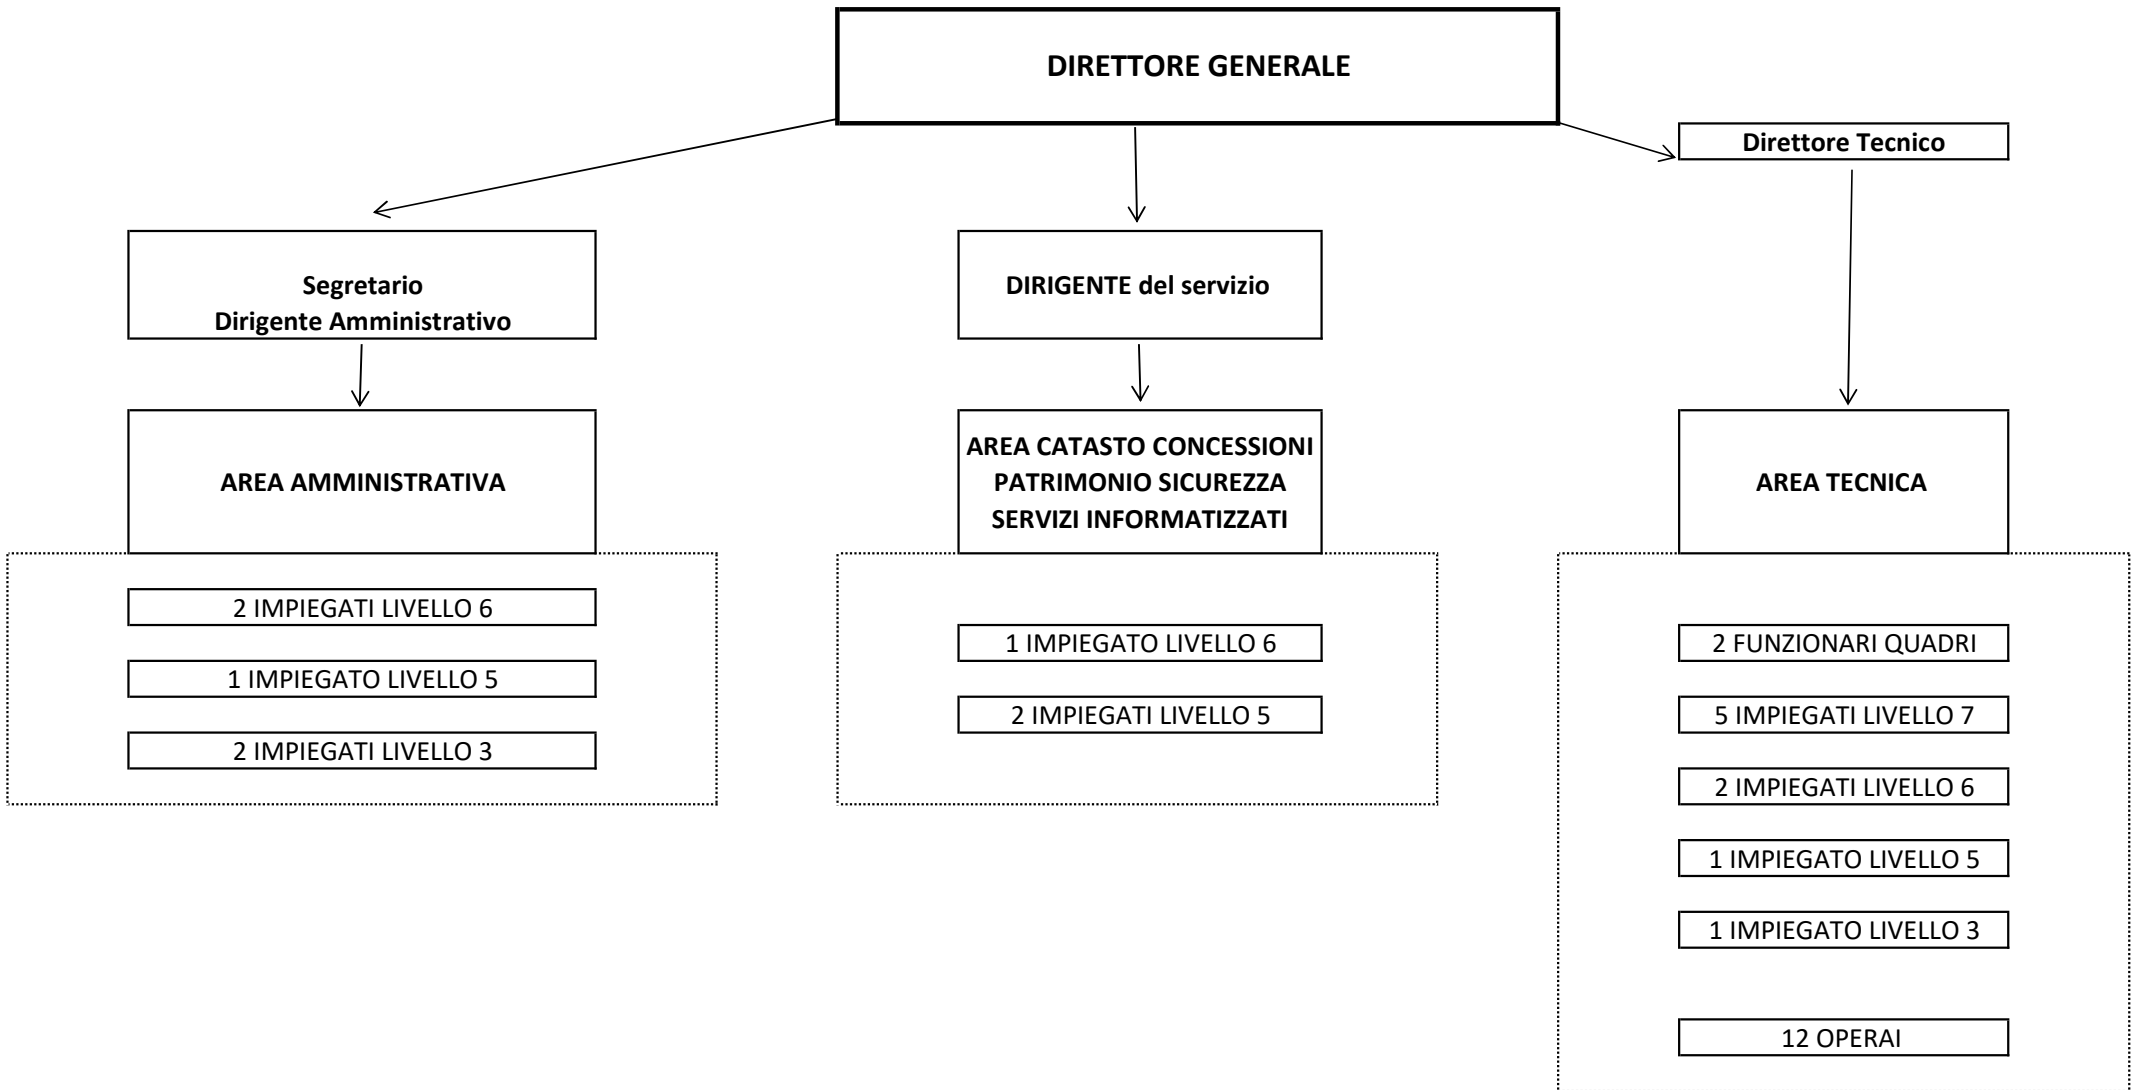 DIRETTORE GENERALE
Direttore Tecnico
Segretario
Dirigente Amministrativo
DIRIGENTE del servizio
AREA AMMINISTRATIVA
AREA CATASTO CONCESSIONI
PATRIMONIO SICUREZZA
SERVIZI INFORMATIZZATI
AREA TECNICA
2 IMPIEGATI LIVELLO 6
1 IMPIEGATO LIVELLO 5
2 IMPIEGATI LIVELLO 3
1 IMPIEGATO LIVELLO 6
2 IMPIEGATI LIVELLO 5
2 FUNZIONARI QUADRI
5 IMPIEGATI LIVELLO 7
2 IMPIEGATI LIVELLO 6
1 IMPIEGATO LIVELLO 5
1 IMPIEGATO LIVELLO 3
12 OPERAI